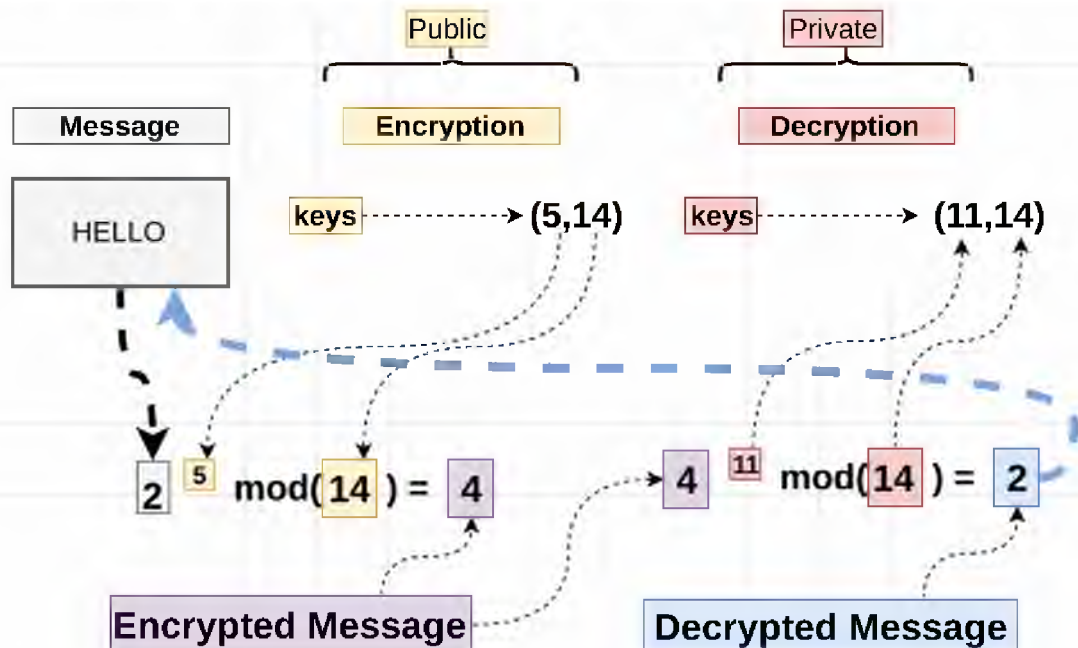 Public
Private
Message
Encryption
Decryption
HELLO
keys
(5,14)
keys
(11,14)
2 5 mod( 14 ) = 4
4 11 mod( 14 ) = 2
Encrypted Message
Decrypted Message